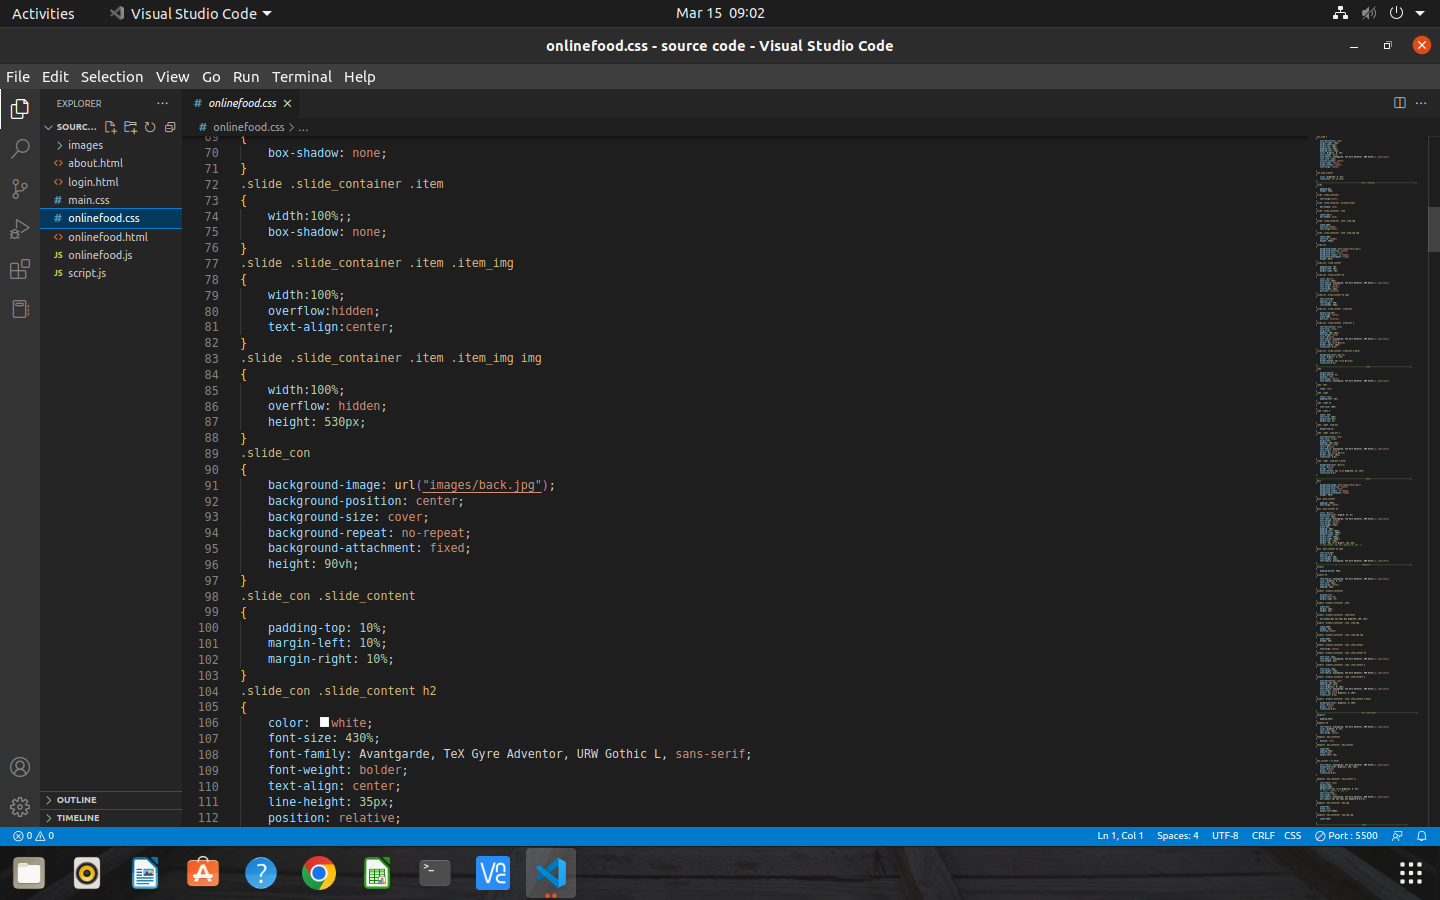 Activities
Visual Studio Code
Mar 15 09:02
onlinefood.css - source code - Visual Studio Code
File Edit Selection View Go Run Terminal Help
EXPLORER
SOURC...
images
about.html
login.html
main.css
onlinefood.css
onlinefood.html
JS onlinefood.js
JS script.js
OUTLINE
TIMELINE
# onlinefood.css
# onlinefood.css > ...
69 {
70 box-shadow: none;
71 }
72 .slide .slide_container .item
73 {
74 width:100%;;
75 box-shadow: none;
76 }
77 .slide .slide_container .item .item_img
78 {
79 width:100%;
80 overflow:hidden;
81 text-align:center;
82 }
83 .slide .slide_container .item .item_img img
84 {
85 width:100%;
86 overflow: hidden;
87 height: 530px;
88 }
89 .slide_con
90 {
91 background-image: url("images/back.jpg");
92 background-position: center;
93 background-size: cover;
94 background-repeat: no-repeat;
95 background-attachment: fixed;
96 height: 90vh;
97 }
98 .slide_con .slide_content
99 {
100 padding-top: 10%;
101 margin-left: 10%;
102 margin-right: 10%;
103 }
104 .slide_con .slide_content h2
105 {
106 color: white;
107 font-size: 430%;
108 font-family: Avantgarde, TeX Gyre Adventor, URW Gothic L, sans-serif;
109 font-weight: bolder;
110 text-align: center;
111 line-height: 35px;
112 position: relative;
0 0
Ln 1, Col 1 Spaces: 4 UTF-8 CRLF CSS Port : 5500